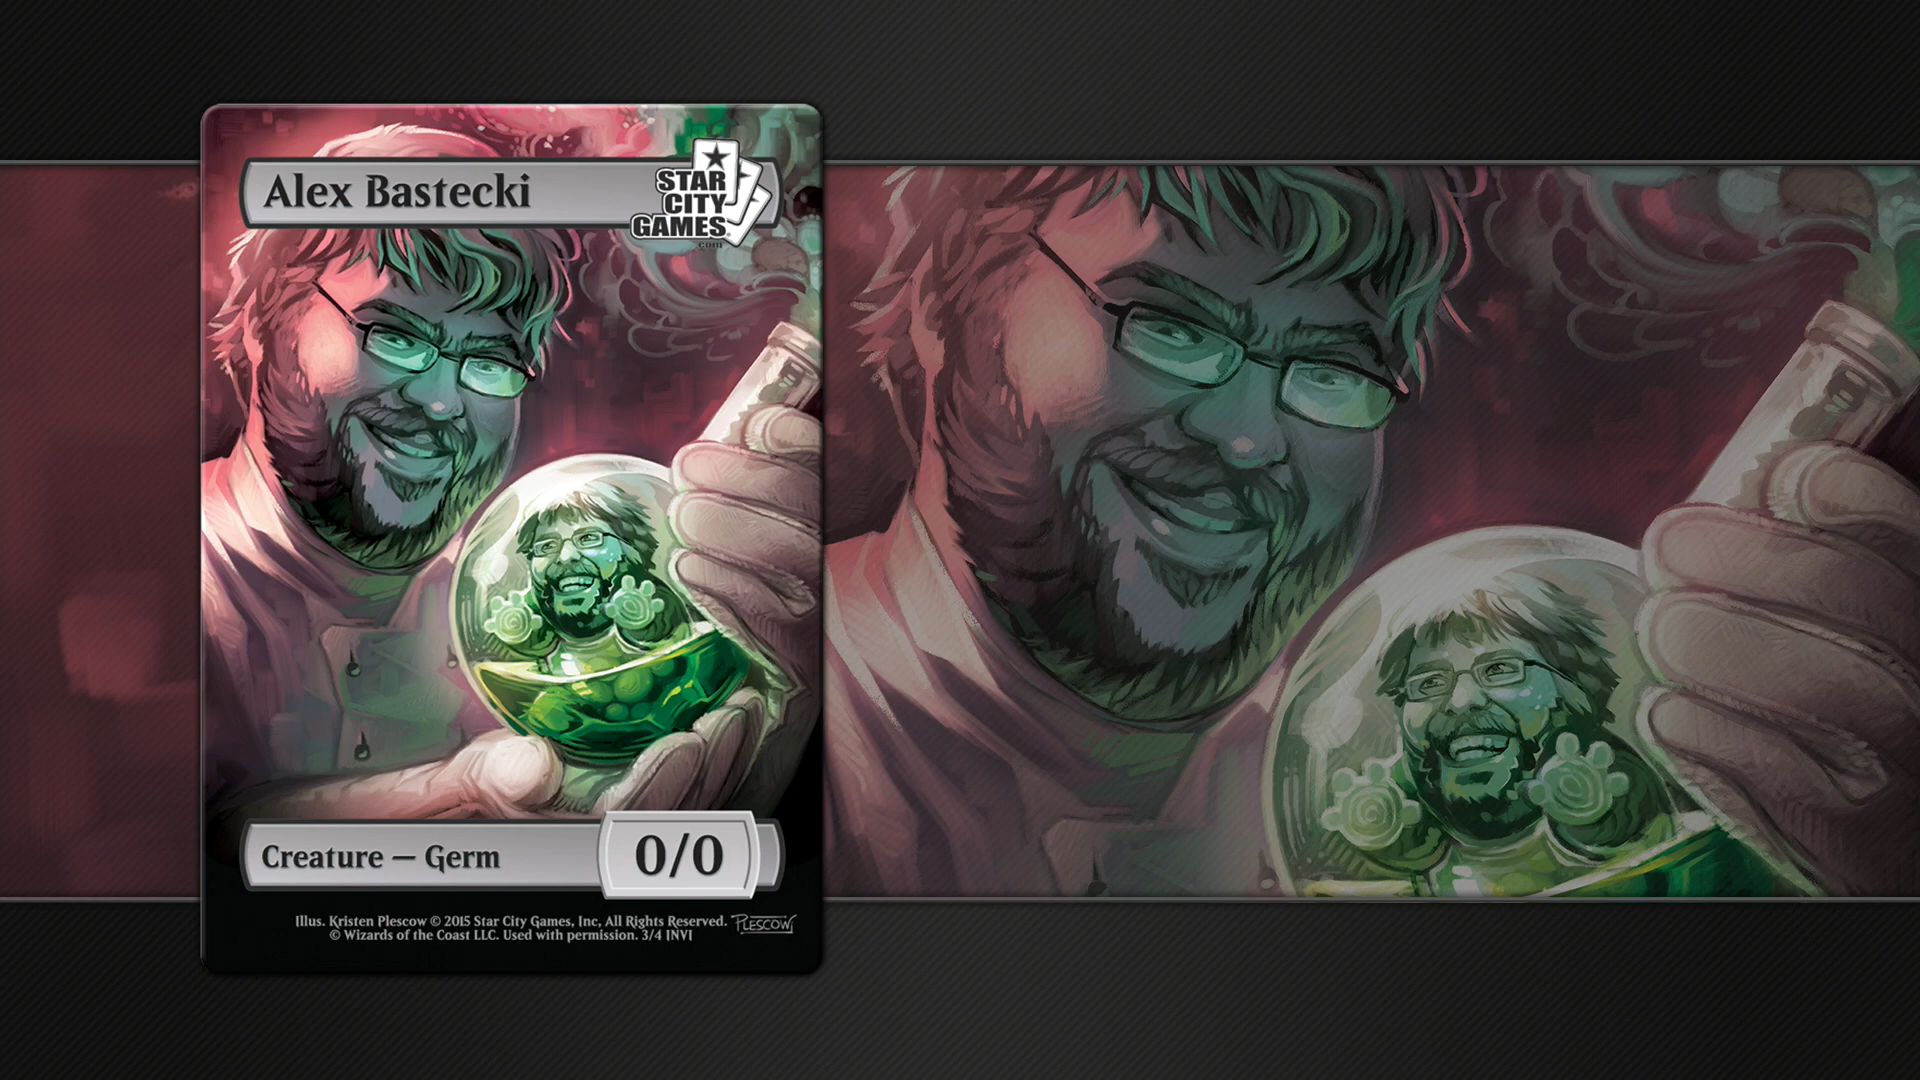 Alex Bastecki
STAR
CITY
GAMES
.com
Creature — Germ
0/0
Illus. Kristen Plescow © 2015 Star City Games, Inc, All Rights Reserved.
PLESCOW
© Wizards of the Coast LLC. Used with permission. 3/4 INVI